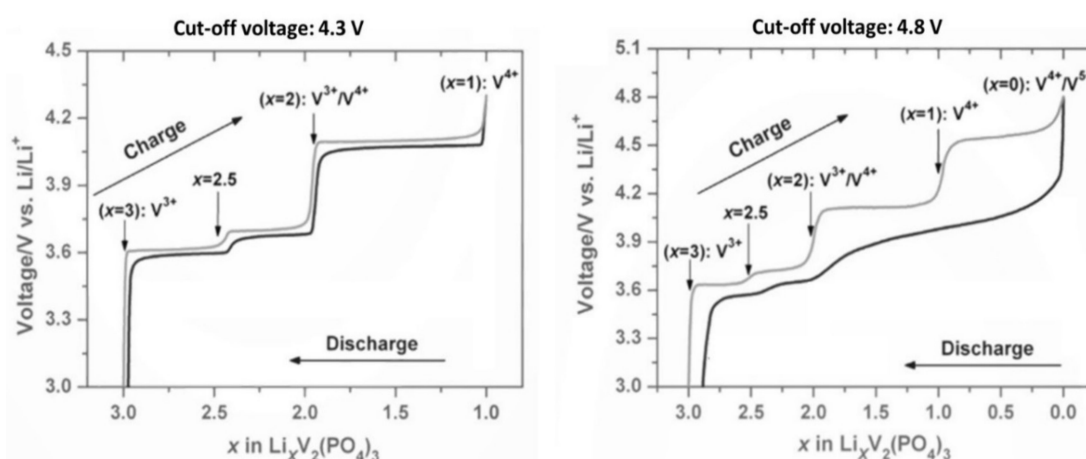 Cut-off voltage: 4.3 V
4.5
4.2
3.9
3.6
3.3
3.0
Voltage/V vs. Li/Li⁺
(x=1): V⁴⁺
(x=2): V³⁺/V⁴⁺
Charge
x=2.5
(x=3): V³⁺
Discharge
3.0 2.5 2.0 1.5 1.0
x in LiₓV₂(PO₄)₃
Cut-off voltage: 4.8 V
5.1
4.8
4.5
4.2
3.9
3.6
3.3
3.0
Voltage/V vs. Li/Li⁺
(x=0): V⁴⁺/V⁵
(x=1): V⁴⁺
Charge
(x=2): V³⁺/V⁴⁺
x=2.5
(x=3): V³⁺
Discharge
3.0 2.5 2.0 1.5 1.0 0.5 0.0
x in LiₓV₂(PO₄)₃